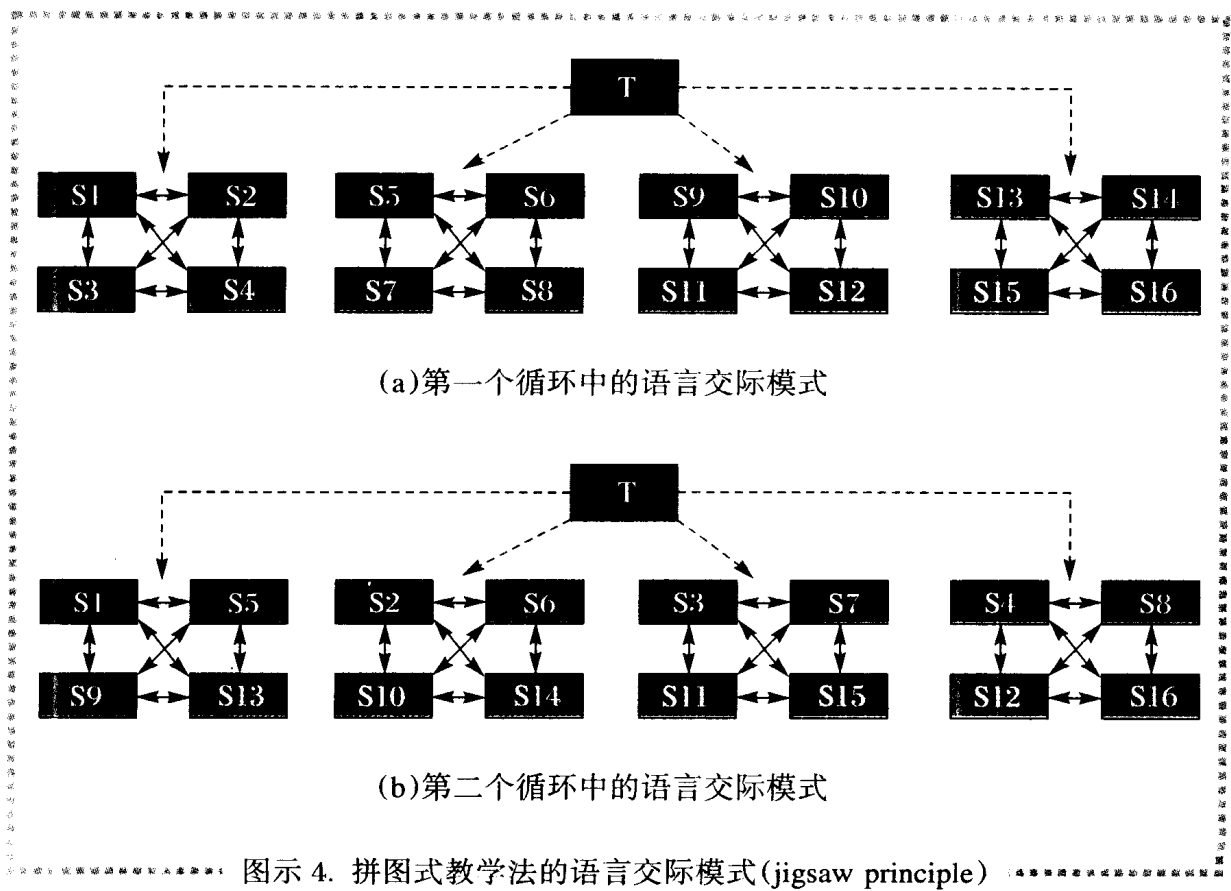 T
S1 S2 S5 S6 S9 S10 S13 S14
S3 S4 S7 S8 S11 S12 S15 S16
(a)第一个循环中的语言交际模式
T
S1 S5 S2 S6 S3 S7 S4 S8
S9 S13 S10 S14 S11 S15 S12 S16
(b)第二个循环中的语言交际模式
图示 4. 拼图式教学法的语言交际模式(jigsaw principle)